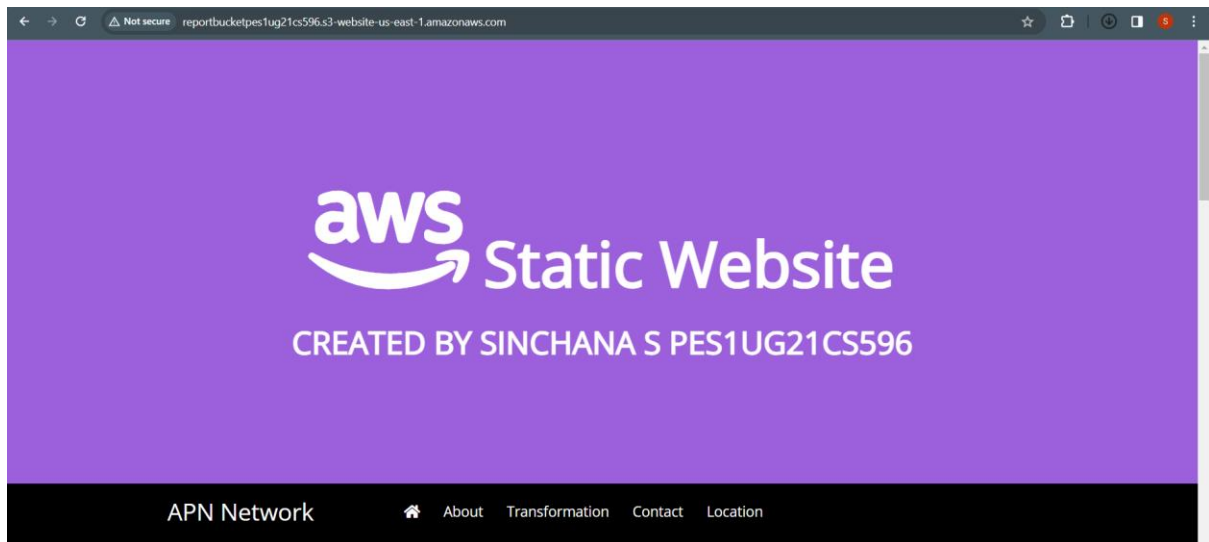 Not secure reportbucketpes1ug21cs596.s3-website-us-east-1.amazonaws.com
S
aws Static Website
CREATED BY SINCHANA S PES1UG21CS596
APN Network About Transformation Contact Location